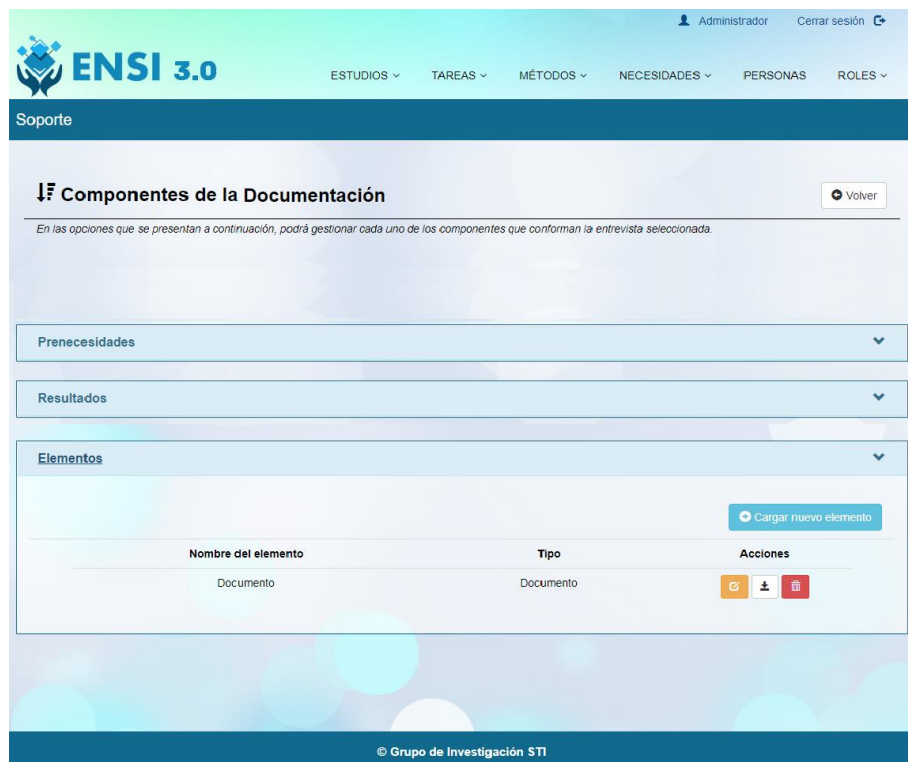 Administrador Cerrar sesión
ENSI 3.0
ESTUDIOS TAREAS MÉTODOS NECESIDADES PERSONAS ROLES
Soporte
Componentes de la Documentación
Volver
En las opciones que se presentan a continuación, podrá gestionar cada uno de los componentes que conforman la entrevista seleccionada.
Prenecesidades
Resultados
Elementos
Cargar nuevo elemento
Nombre del elemento Tipo Acciones
Documento Documento
© Grupo de Investigación STI